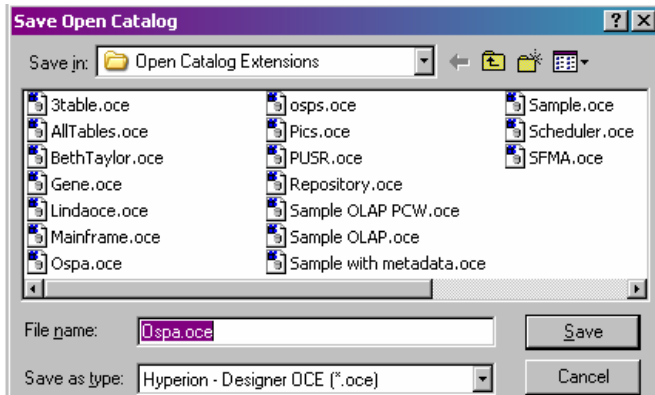 Save Open Catalog
Save in: Open Catalog Extensions
3table.oce osps.oce Sample.oce
AllTables.oce Pics.oce Scheduler.oce
BethTaylor.oce PUSR.oce SFMA.oce
Gene.oce Repository.oce
Lindaoce.oce Sample OLAP PCW.oce
Mainframe.oce Sample OLAP.oce
Ospa.oce Sample with metadata.oce
File name: Ospa.oce Save
Save as type: Hyperion - Designer OCE (*.oce) Cancel